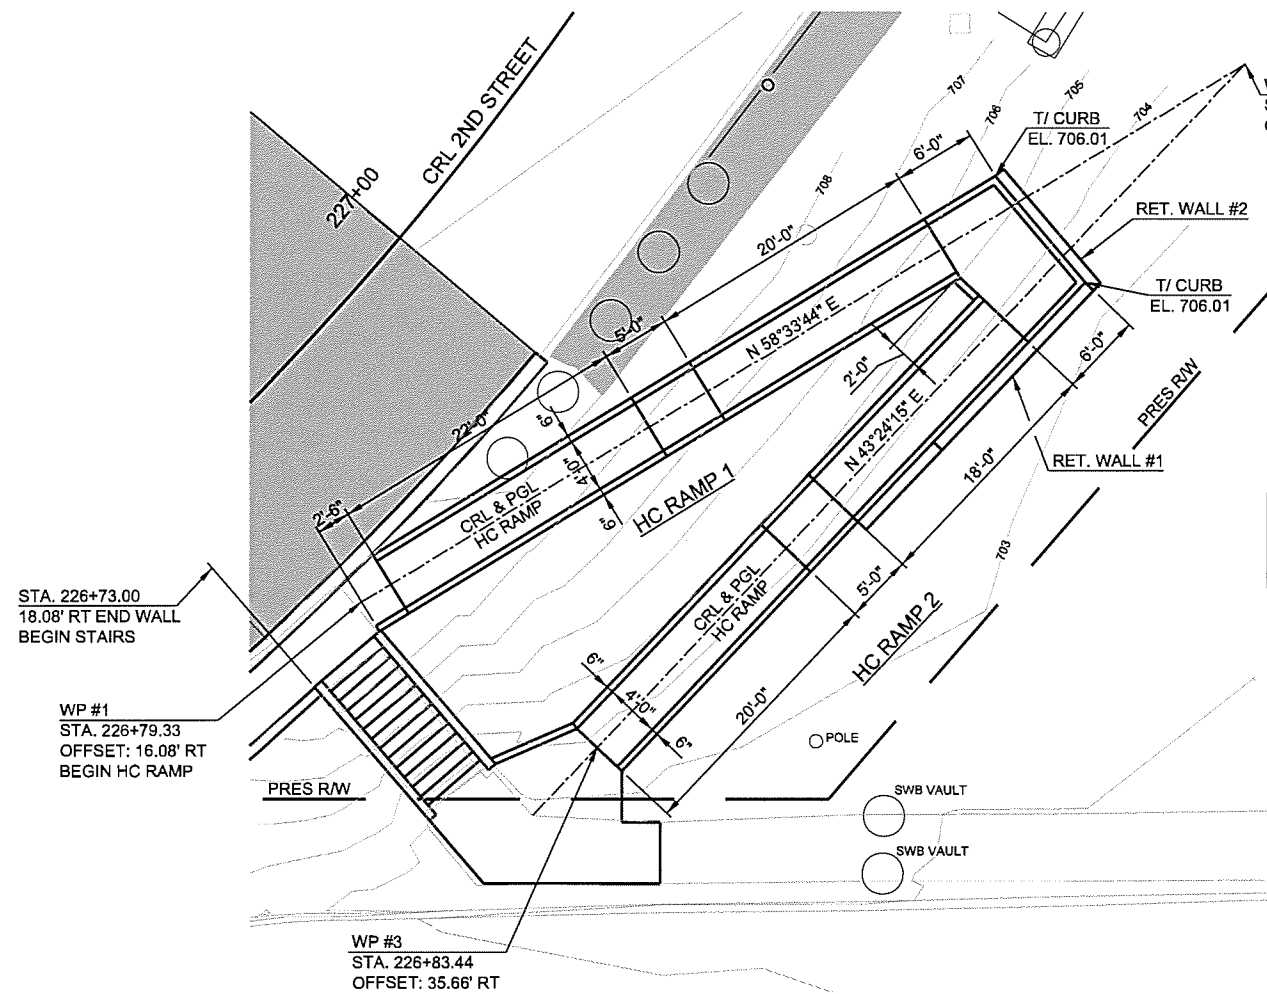 CRL 2ND STREET
227+00
O
707
706
705
704
708
T/ CURB
EL. 706.01
6'-0"
RET. WALL #2
20'-0"
T/ CURB
EL. 706.01
5'-0"
N 58°33'44" E
6'-0"
2'-0"
PRES R/W
22'-0"
6"
4'-0"
6"
N 43°24'15" E
RET. WALL #1
18'-0"
HC RAMP 1
CRL & PGL
HC RAMP
2'-6"
703
5'-0"
STA. 226+73.00
18.08' RT END WALL
BEGIN STAIRS
CRL & PGL
HC RAMP
HC RAMP 2
6"
4'-0"
6"
20'-0"
WP #1
STA. 226+79.33
OFFSET: 16.08' RT
BEGIN HC RAMP
POLE
PRES R/W
SWB VAULT
SWB VAULT
WP #3
STA. 226+83.44
OFFSET: 35.66' RT